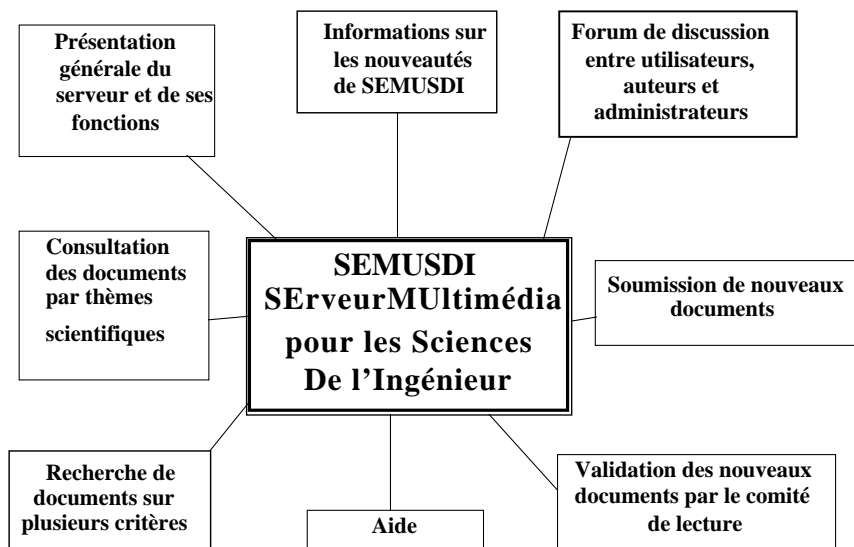 Présentation
générale du
serveur et de ses
fonctions
Informations sur
les nouveautés
de SEMUSDI
Forum de discussion
entre utilisateurs,
auteurs et
administrateurs
Consultation
des documents
par thèmes
scientifiques
SEMUSDI
SErveurMUltimédia
pour les Sciences
De l'Ingénieur
Soumission de nouveaux
documents
Recherche de
documents sur
plusieurs critères
Aide
Validation des nouveaux
documents par le comité
de lecture